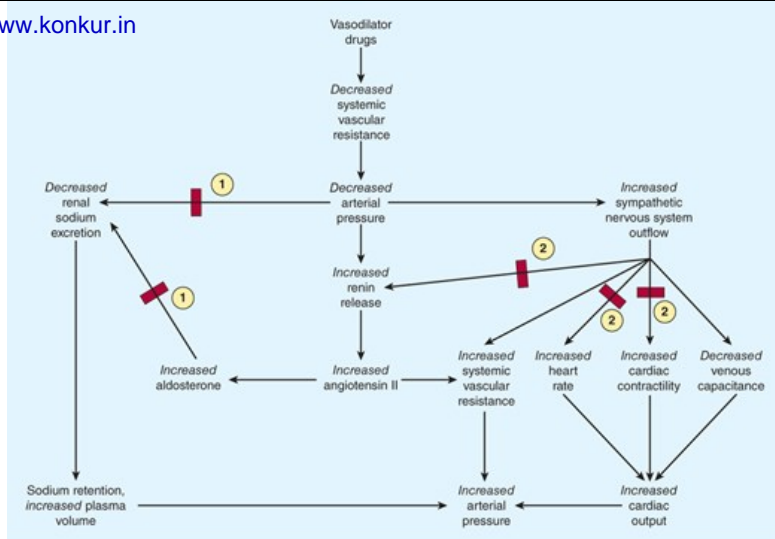 ww.konkur.in
Vasodilator
drugs
Decreased
systemic
vascular
resistance
1
Decreased
renal
sodium
excretion
Decreased
arterial
pressure
Increased
sympathetic
nervous system
outflow
2
Increased
renin
release
1
2
2
Increased
aldosterone
Increased
angiotensin II
Increased
systemic
vascular
resistance
Increased
heart
rate
Increased
cardiac
contractility
Decreased
venous
capacitance
Sodium retention,
increased plasma
volume
Increased
arterial
pressure
Increased
cardiac
output